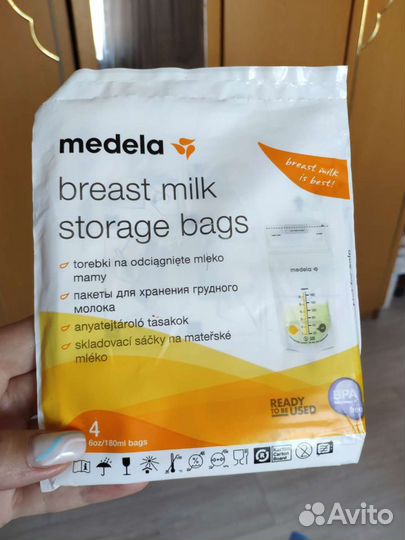 medela
breast milk
is best!
breast milk
storage bags
torebki na odciągnięte mleko
mamy
пакеты для хранения грудного
молока
anyatejtároló tasakok
skladovací sáčky na mateřské
mléko
medela
4
6oz/180ml bags
READY
TO BE USED
BPA
free
Avito